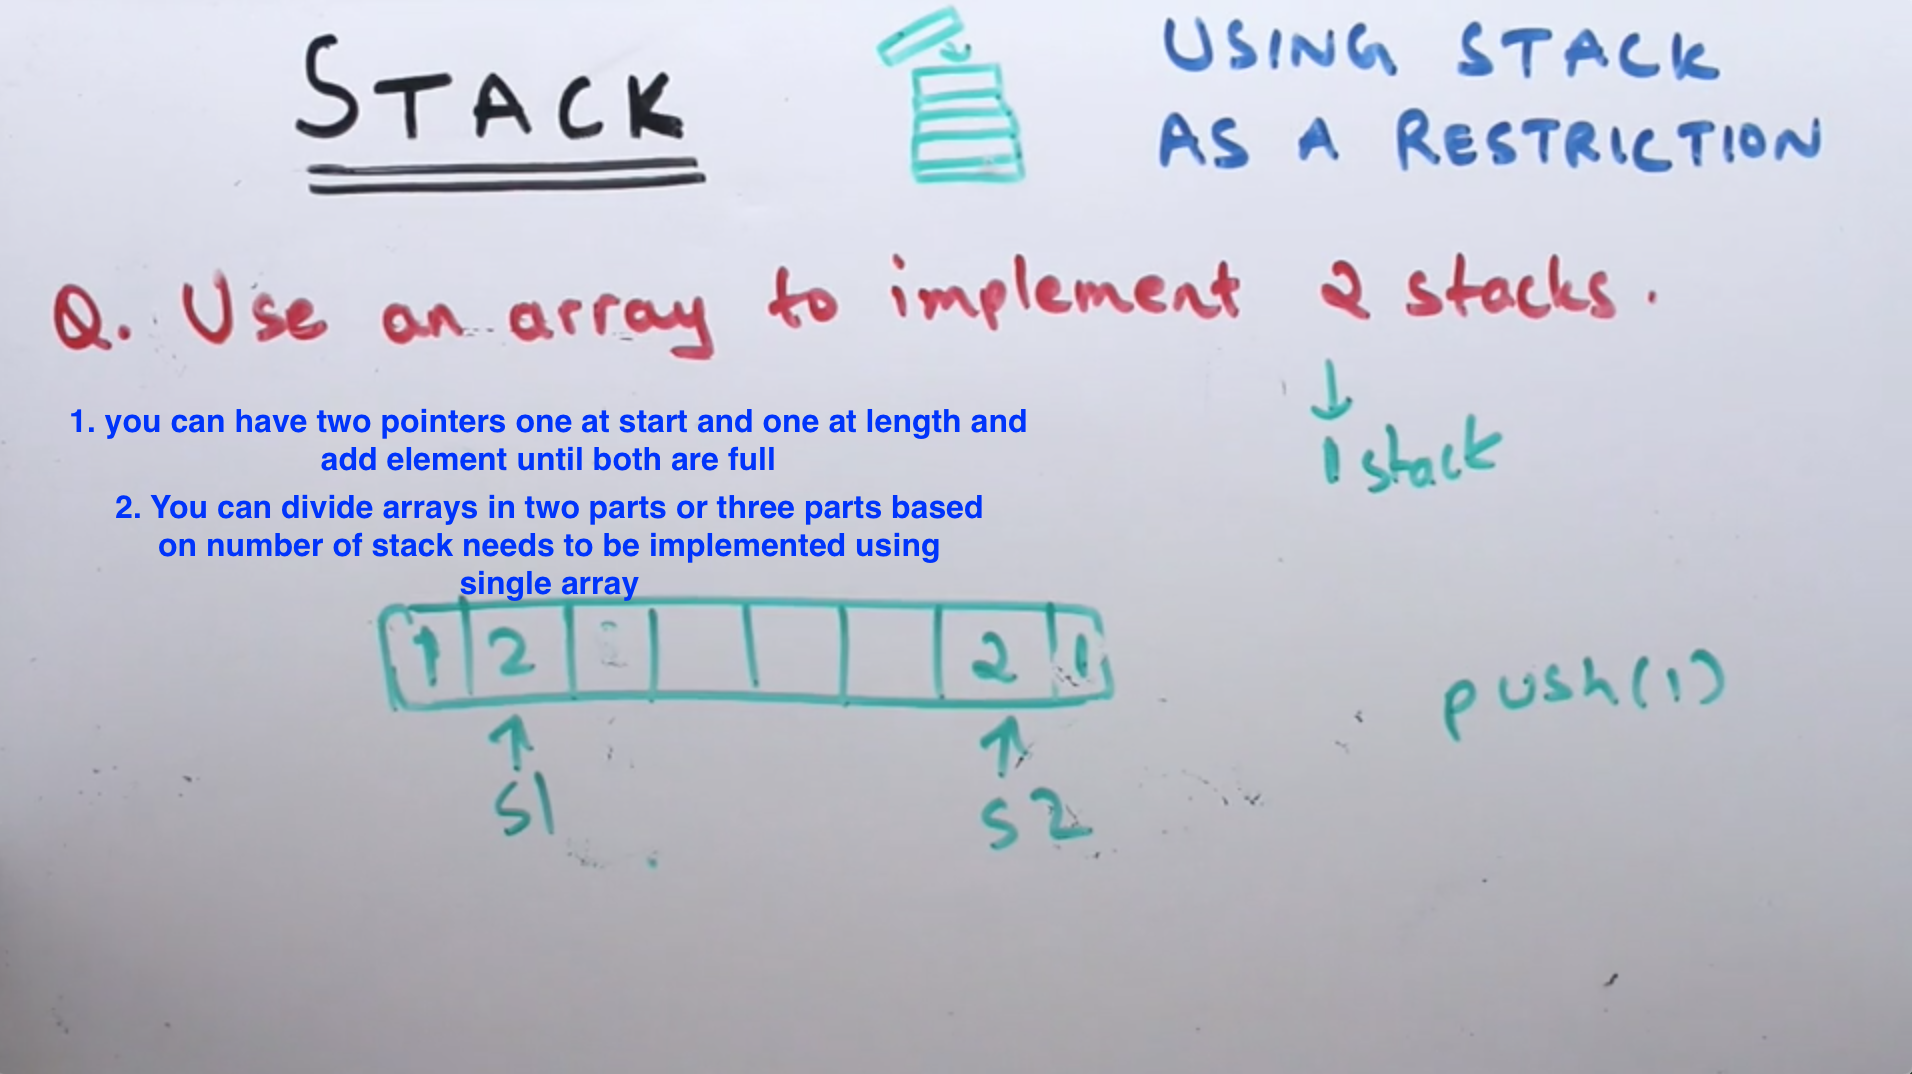 STACK
USING STACK
AS A RESTRICTION
Q. Use an array to implement 2 stacks.
1. you can have two pointers one at start and one at length and
add element until both are full
1 stack
2. You can divide arrays in two parts or three parts based
on number of stack needs to be implemented using
single array
1 2 2 1
push(1)
S1 S2